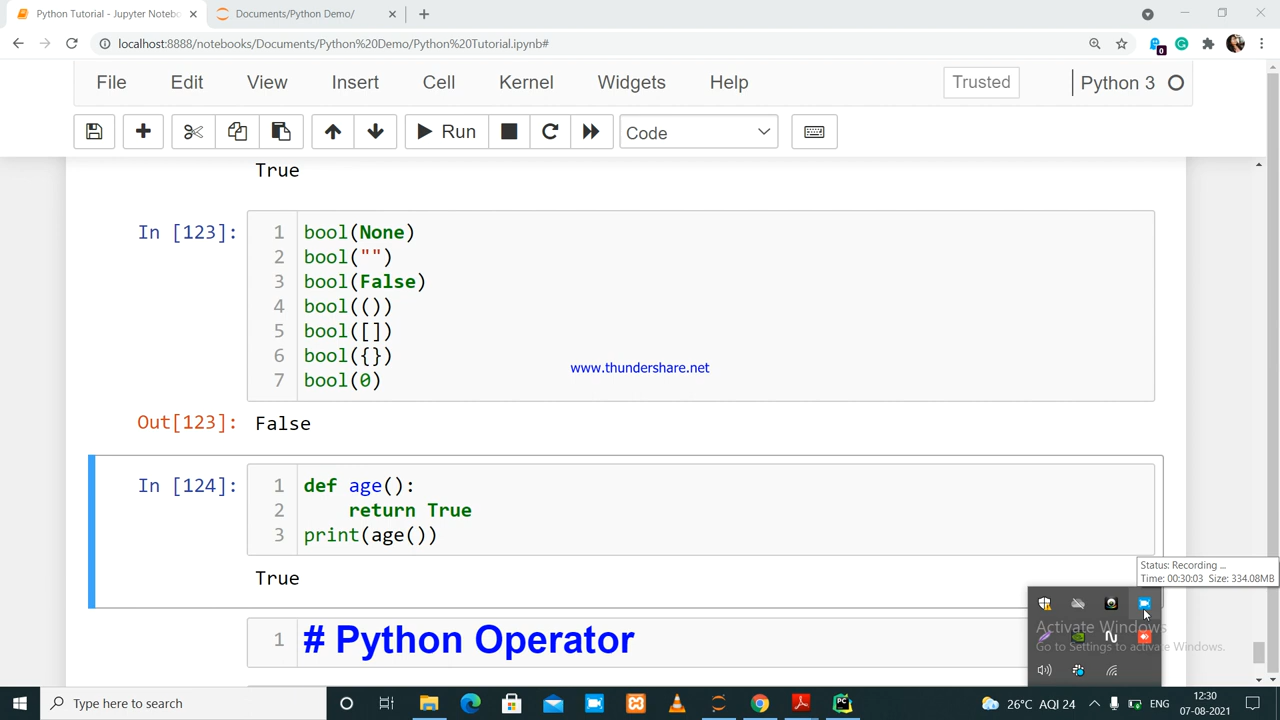 Python Tutorial - Jupyter Notebo
Documents/Python Demo/
localhost:8888/notebooks/Documents/Python%20Demo/Python%20Tutorial.ipynb#
0
File Edit View Insert Cell Kernel Widgets Help
Trusted
Python 3
Run
Code
True
In [123]:
1 bool(None)
2 bool("")
3 bool(False)
4 bool(())
5 bool([])
6 bool({})
7 bool(0)
www.thundershare.net
Out[123]: False
In [124]:
1 def age():
2 return True
3 print(age())
True
Status: Recording ...
Time: 00:30:03 Size: 334.08MB
1 # Python Operator
Activate Windows
Go to Settings to activate Windows.
Type here to search
26°C AQI 24
ENG
12:30
07-08-2021